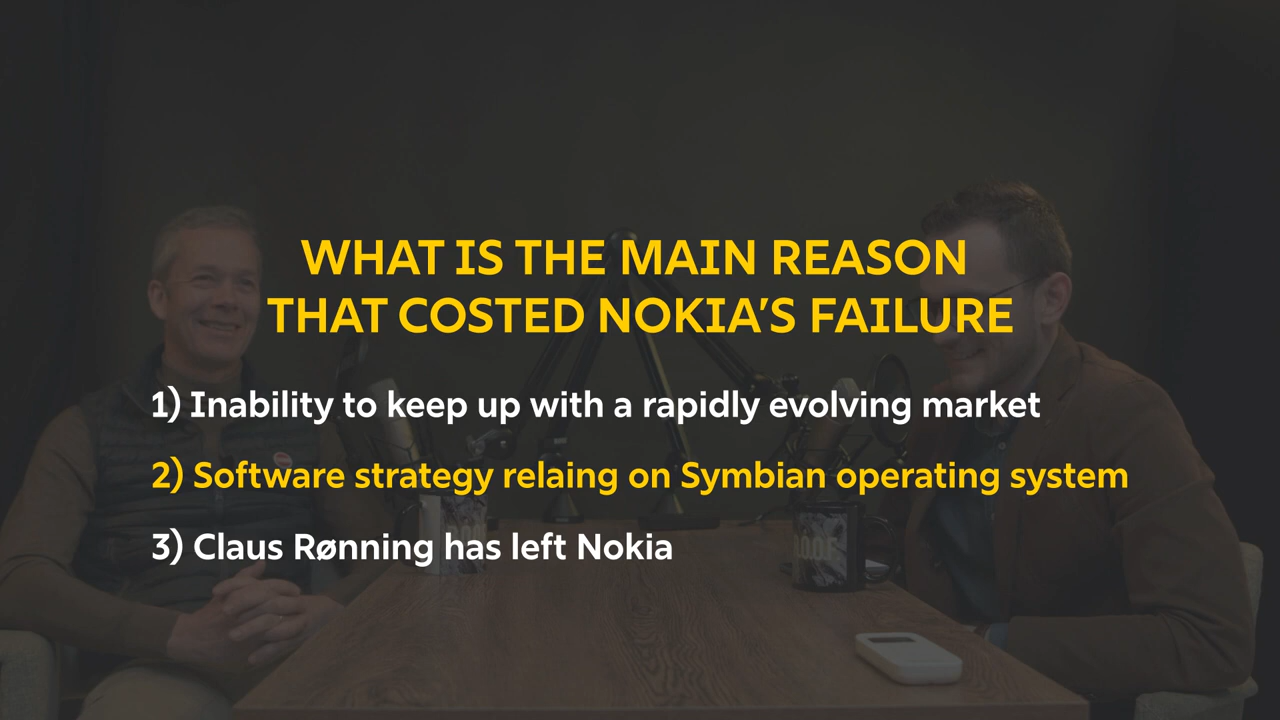 WHAT IS THE MAIN REASON
THAT COSTED NOKIA'S FAILURE
1) Inability to keep up with a rapidly evolving market
2) Software strategy relaing on Symbian operating system
3) Claus Rønning has left Nokia